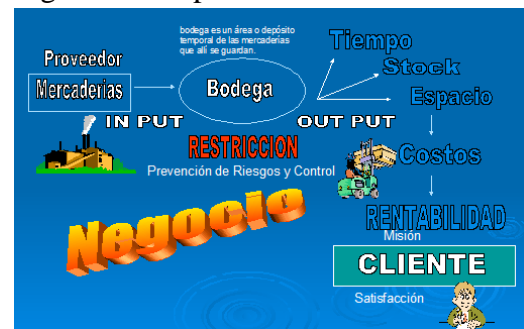 bodega es un área o depósito
temporal de las mercaderías
que allí se guardan.
Tiempo
Proveedor
Stock
Mercaderías
Bodega
Espacio
IN PUT
OUT PUT
RESTRICCION
Costos
Prevención de Riesgos y Control
Negocio
RENTABILIDAD
Misión
CLIENTE
Satisfacción